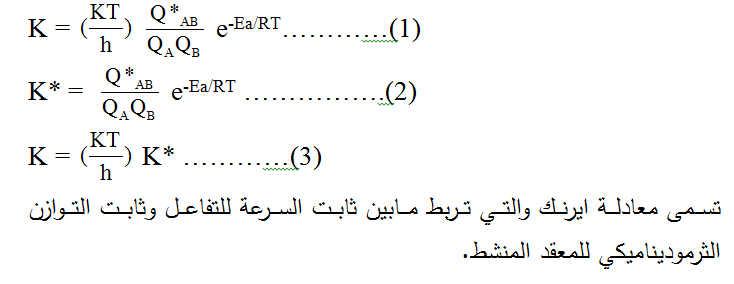 K = (KT/h) Q*AB/QAQB e-Ea/RT…………(1)
K* = Q*AB/QAQB e-Ea/RT …………….(2)
K = (KT/h) K* …………(3)
تسمى معادلة ايرنك والتي تربط مابين ثابت السرعة للتفاعل وثابت التوازن
الثرموديناميكي للمعقد المنشط.